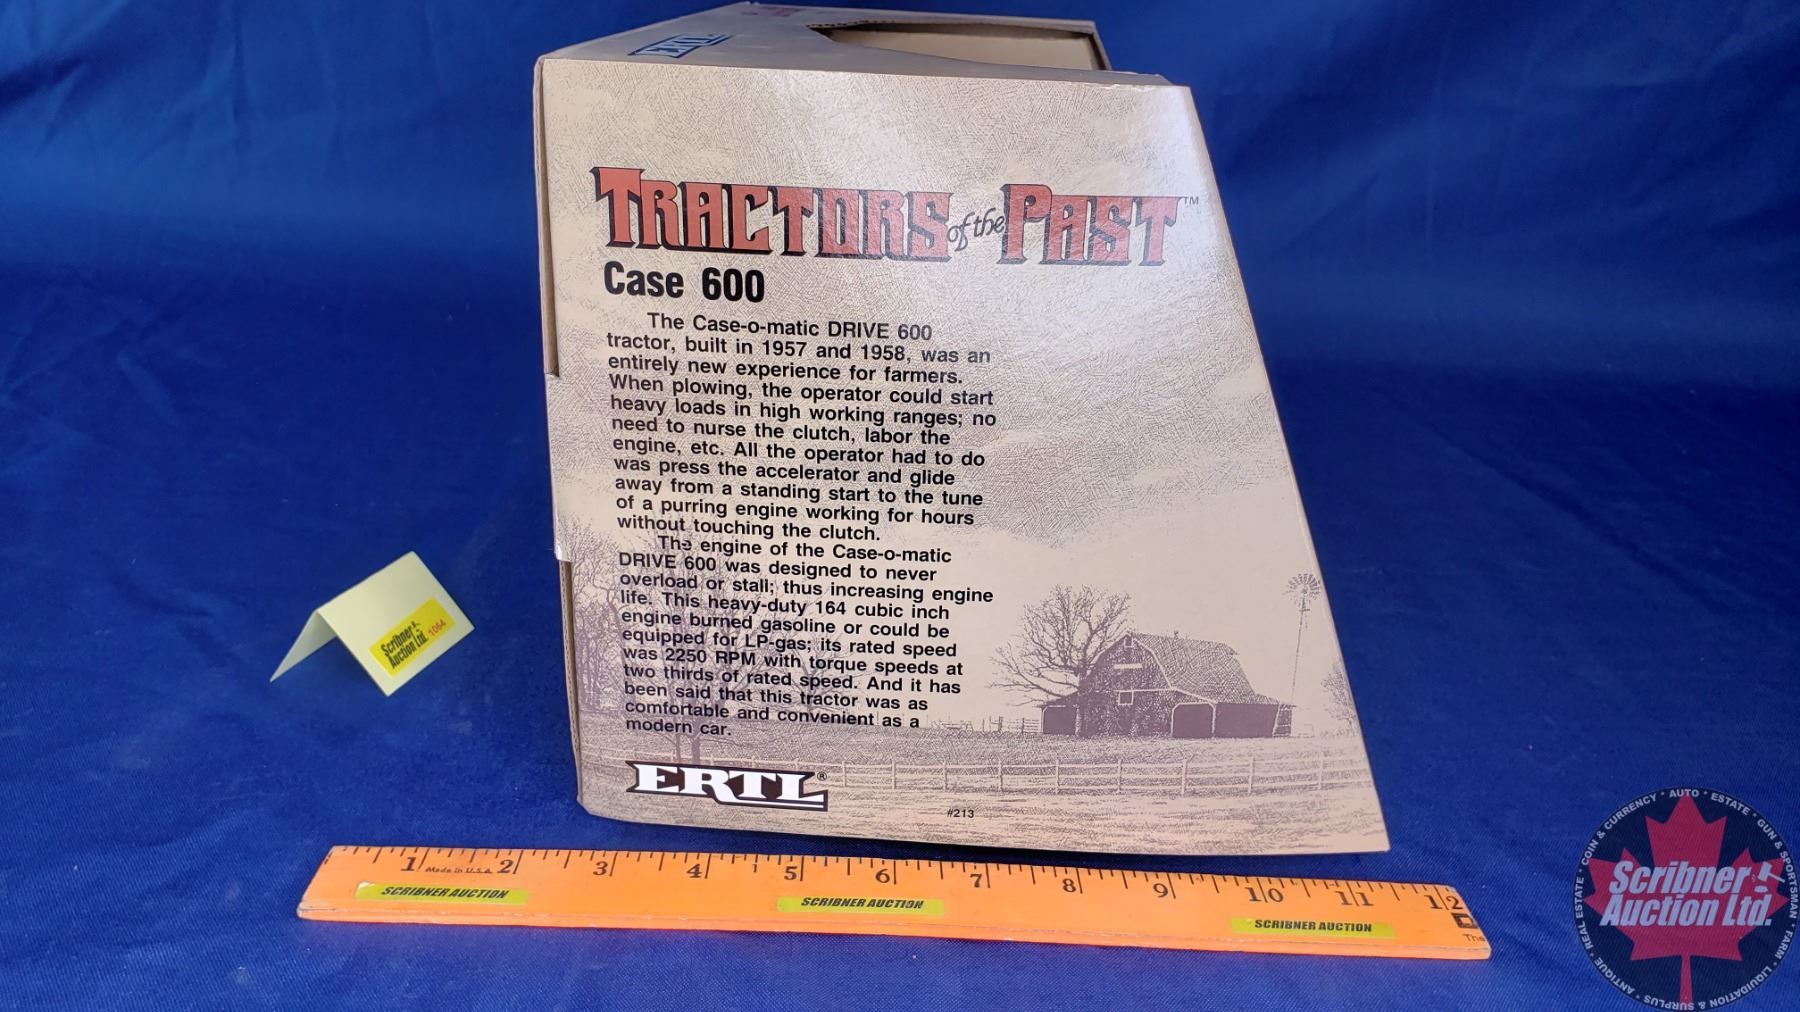 ERTL
TRACTORS of the PAST™
Case 600
The Case-o-matic DRIVE 600
tractor, built in 1957 and 1958, was an
entirely new experience for farmers.
When plowing, the operator could start
heavy loads in high working ranges; no
need to nurse the clutch, labor the
engine, etc. All the operator had to do
was press the accelerator and glide
away from a standing start to the tune
of a purring engine working for hours
without touching the clutch.
The engine of the Case-o-matic
DRIVE 600 was designed to never
overload or stall; thus increasing engine
life. This heavy-duty 164 cubic inch
engine burned gasoline or could be
equipped for LP-gas; its rated speed
was 2250 RPM with torque speeds at
two thirds of rated speed. And it has
been said that this tractor was as
comfortable and convenient as a
modern car.
ERTL®
#213
Scribner
Auction Ltd. 1064
1 2 3 4 5 6 7 8 9 10 11 12
Made in U.S.A.
The
SCRIBNER AUCTION
SCRIBNER AUCTION
SCRIBNER AUCTION
COIN & CURRENCY * AUTO * ESTATE * GUN & SPORTSMAN * FARM * LIQUIDATION & SURPLUS * ANTIQUE * REAL ESTATE *
Scribner
Auction Ltd.